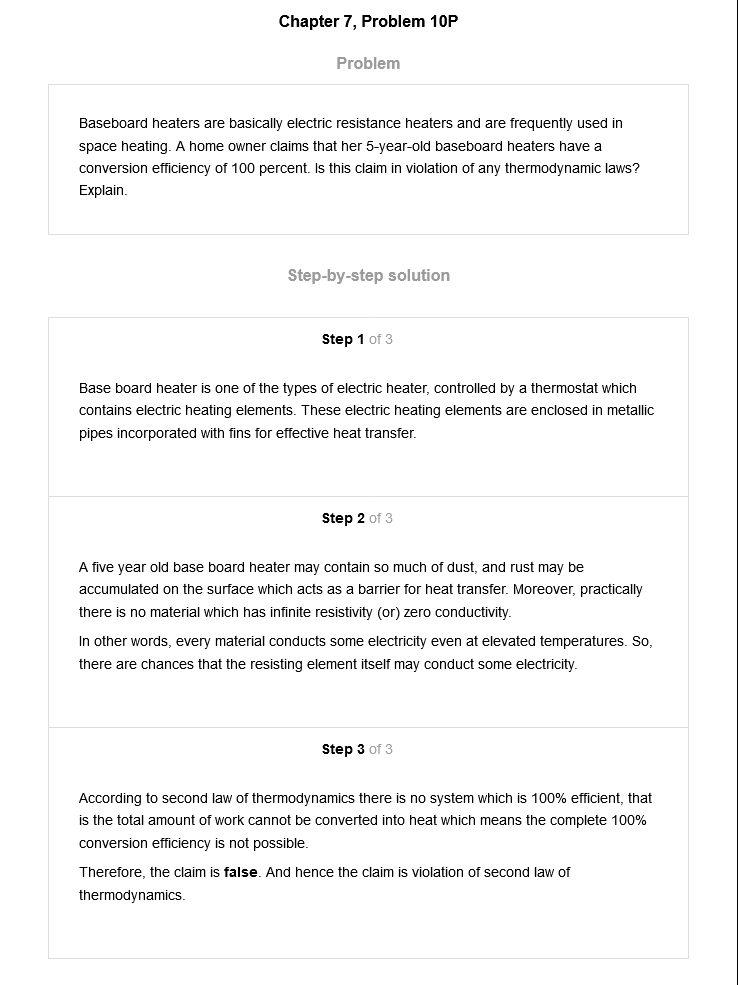 Chapter 7, Problem 10P
Problem
Baseboard heaters are basically electric resistance heaters and are frequently used in
space heating. A home owner claims that her 5-year-old baseboard heaters have a
conversion efficiency of 100 percent. Is this claim in violation of any thermodynamic laws?
Explain.
Step-by-step solution
Step 1 of 3
Base board heater is one of the types of electric heater, controlled by a thermostat which
contains electric heating elements. These electric heating elements are enclosed in metallic
pipes incorporated with fins for effective heat transfer.
Step 2 of 3
A five year old base board heater may contain so much of dust, and rust may be
accumulated on the surface which acts as a barrier for heat transfer. Moreover, practically
there is no material which has infinite resistivity (or) zero conductivity.
In other words, every material conducts some electricity even at elevated temperatures. So,
there are chances that the resisting element itself may conduct some electricity.
Step 3 of 3
According to second law of thermodynamics there is no system which is 100% efficient, that
is the total amount of work cannot be converted into heat which means the complete 100%
conversion efficiency is not possible.
Therefore, the claim is false. And hence the claim is violation of second law of
thermodynamics.